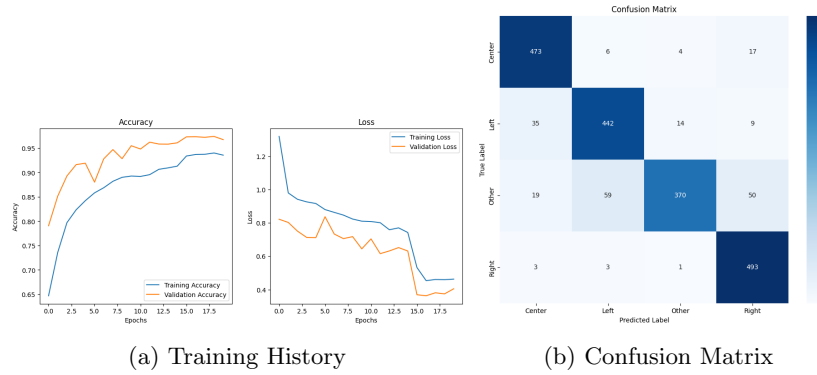 Confusion Matrix
Center
473
6
4
17
Left
35
442
14
9
True Label
Other
19
59
370
50
Right
3
3
1
493
Center
Left
Other
Right
Predicted Label
Accuracy
0.95
0.90
0.85
0.80
0.75
0.70
0.65
Accuracy
Training Accuracy
Validation Accuracy
0.0 2.5 5.0 7.5 10.0 12.5 15.0 17.5
Epochs
Loss
Training Loss
Validation Loss
1.2
1.0
0.8
0.6
0.4
Loss
0.0 2.5 5.0 7.5 10.0 12.5 15.0 17.5
Epochs
(a) Training History
(b) Confusion Matrix